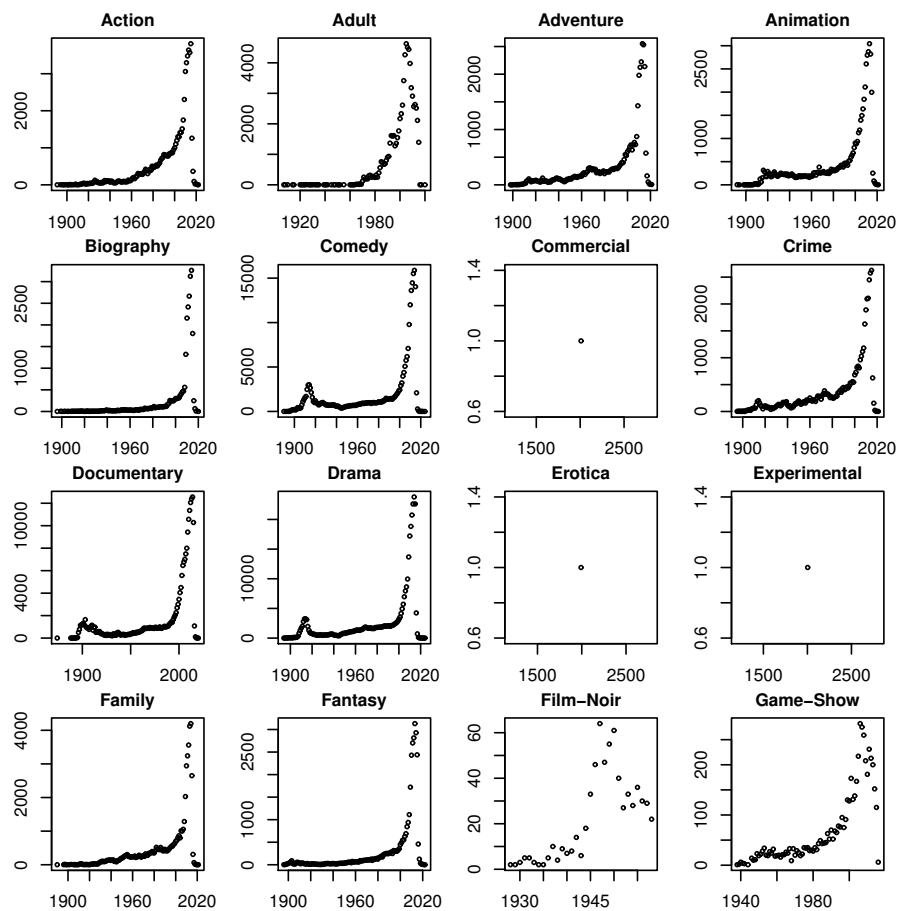 Action Adult Adventure Animation
0 2000
0 2000 4000
0 1000 2000
0 1000 3000
1900 1960 2020
1920 1980
1900 1960 2020
1900 1960 2020
Biography Comedy Commercial Crime
0 1000 3000
0 5000 15000
0.6 1.0 1.4
0 1000 2000
1900 1960 2020
1900 1960 2020
1500 2500
1900 1960 2020
Documentary Drama Erotica Experimental
0 4000 10000
0 10000
0.6 1.0 1.4
0.6 1.0 1.4
1900 2000
1900 1960 2020
1500 2500
1500 2500
Family Fantasy Film-Noir Game-Show
0 2000 4000
0 1000 2500
0 20 40 60
0 100 200
1900 1960 2020
1900 1960 2020
1930 1945
1940 1980